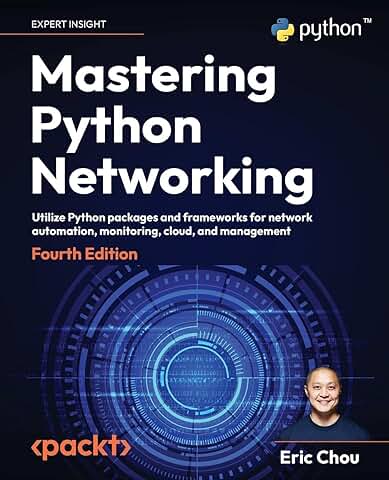 EXPERT INSIGHT
python™
Mastering
Python
Networking
Utilize Python packages and frameworks for network
automation, monitoring, cloud, and management
Fourth Edition
<packt>
Eric Chou